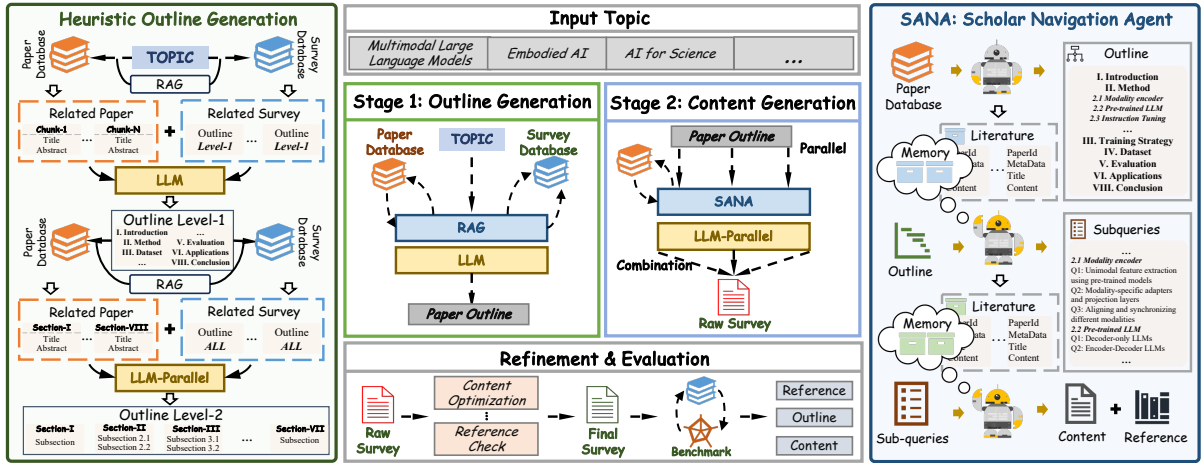 Heuristic Outline Generation
Paper
Database
TOPIC
Survey
Database
RAG
Related Paper
Chunk-1
Chunk-N
Title
...
Title
Abstract
Abstract
+
Related Survey
Outline
Outline
Level-1
...
Level-1
LLM
Outline Level-1
I. Introduction
...
II. Method
V. Evaluation
III. Dataset
VI. Applications
...
VIII. Conclusion
Paper
Database
Survey
Database
RAG
Related Paper
Section-I
Section-VIII
Title
...
Title
Abstract
Abstract
+
Related Survey
Outline
Outline
ALL
...
ALL
LLM-Parallel
Outline Level-2
Section-I
Section-II
Section-III
Section-VII
Subsection
Subsection 2.1
Subsection 3.1
...
Subsection
Subsection 2.2
Subsection 3.2
Input Topic
Multimodal Large
Language Models
Embodied AI
AI for Science
...
Stage 1: Outline Generation
Paper
Database
TOPIC
Survey
Database
RAG
LLM
Paper Outline
Stage 2: Content Generation
Paper Outline
Parallel
SANA
LLM-Parallel
Combination
Raw Survey
Refinement & Evaluation
Raw
Survey
Content
Optimization
Reference
Check
Final
Survey
Benchmark
Reference
Outline
Content
SANA: Scholar Navigation Agent
Paper
Database
Outline
I. Introduction
II. Method
2.1 Modality encoder
2.2 Pre-trained LLM
2.3 Instruction Tuning
...
III. Training Strategy
IV. Dataset
V. Evaluation
VI. Applications
VIII. Conclusion
Literature
Memory
PaperId
MetaData
...
Title
Content
Content
Outline
Subqueries
...
2.1 Modality encoder
Q1: Unimodal feature extraction
using pre-trained models
Q2: Modality-specific adapters
and projection layers
Q3: Aligning and synchronizing
different modalities
2.2 Pre-trained LLM
Q1: Decoder-only LLMs
Q2: Encoder-Decoder LLMs
...
Literature
Memory
PaperId
MetaData
...
Title
Content
Content
Sub-queries
Content
+
Reference